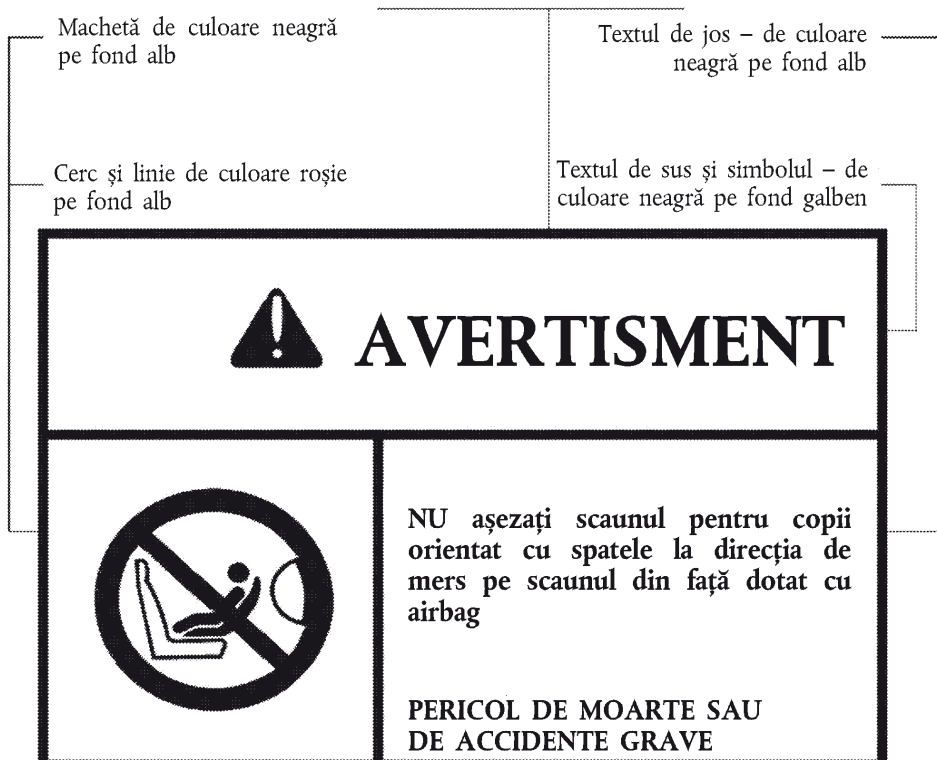 Machetă de culoare neagră
pe fond alb
Textul de jos – de culoare
neagră pe fond alb
Cerc și linie de culoare roșie
pe fond alb
Textul de sus și simbolul – de
culoare neagră pe fond galben
AVERTISMENT
NU așezați scaunul pentru copii
orientat cu spatele la direcția de
mers pe scaunul din față dotat cu
airbag
PERICOL DE MOARTE SAU
DE ACCIDENTE GRAVE